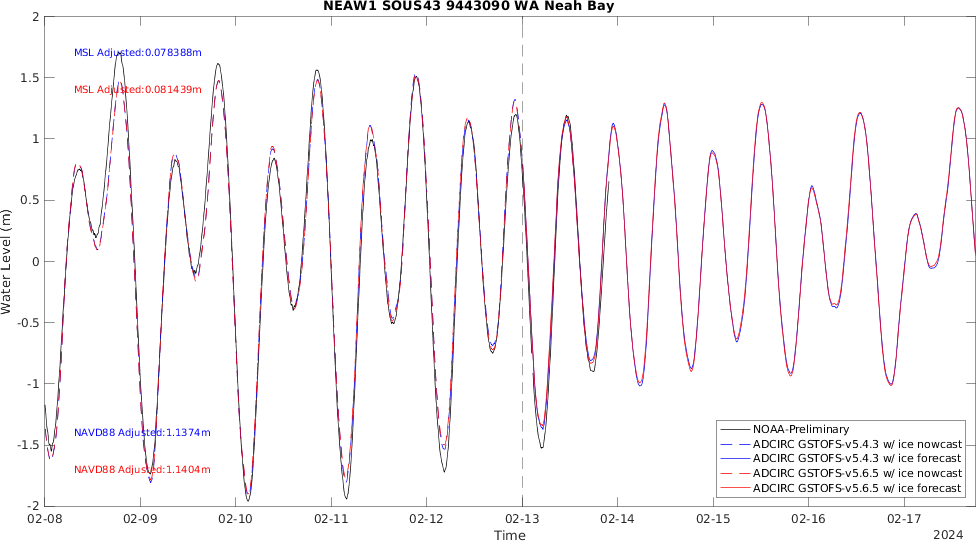 NEAW1 SOUS43 9443090 WA Neah Bay
2
1.5
1
0.5
0
-0.5
-1
-1.5
-2
Water Level (m)
MSL Adjusted:0.078388m
MSL Adjusted:0.081439m
NAVD88 Adjusted:1.1374m
NAVD88 Adjusted:1.1404m
NOAA-Preliminary
ADCIRC GSTOFS-v5.4.3 w/ ice nowcast
ADCIRC GSTOFS-v5.4.3 w/ ice forecast
ADCIRC GSTOFS-v5.6.5 w/ ice nowcast
ADCIRC GSTOFS-v5.6.5 w/ ice forecast
02-08 02-09 02-10 02-11 02-12 02-13 02-14 02-15 02-16 02-17
Time
2024